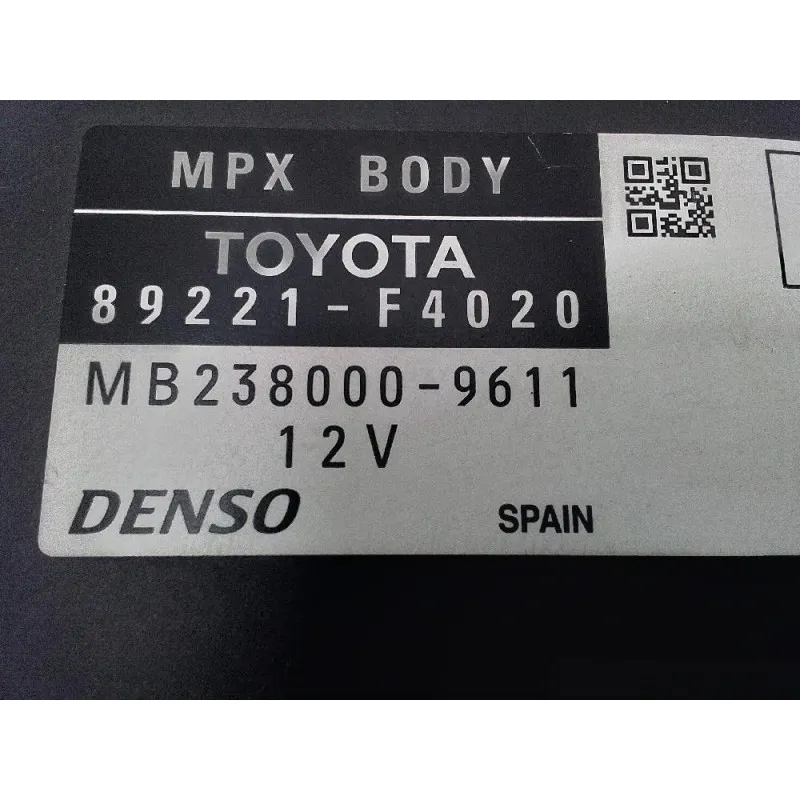 MPX BODY
TOYOTA
89221-F4020
MB238000-9611
12V
DENSO
SPAIN